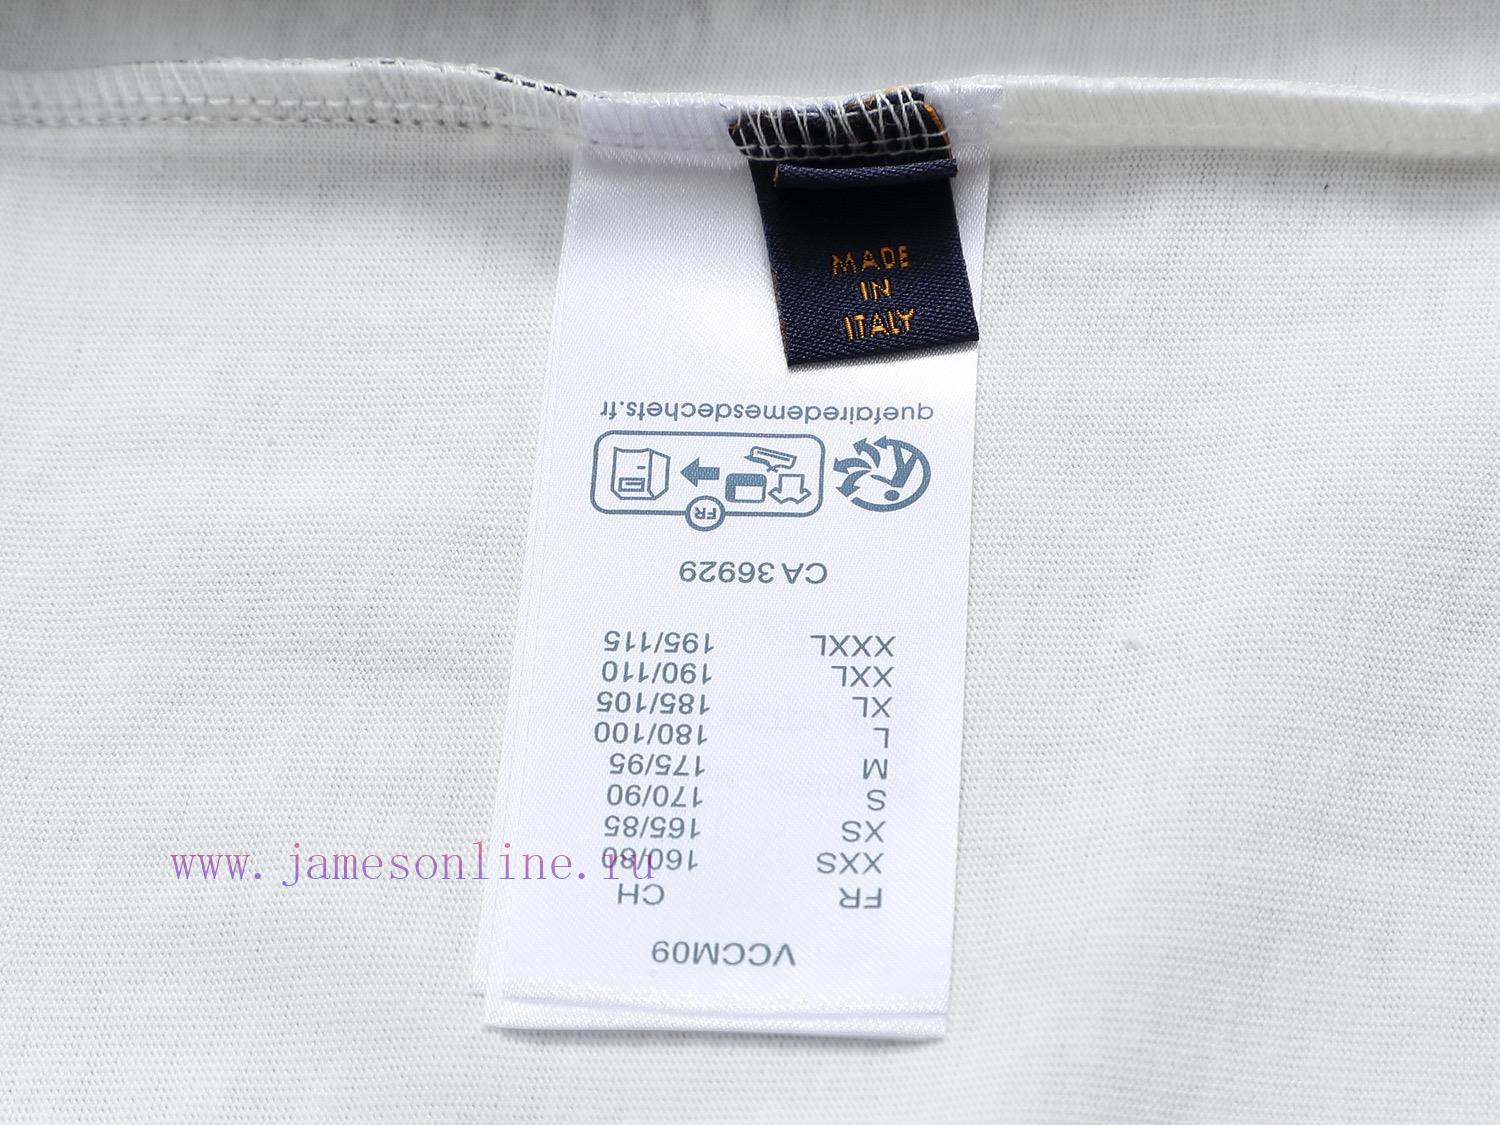 MADE
IN
ITALY
VCCM09
FR CH
XXS 160/80
XS 165/85
S 170/90
M 175/95
L 180/100
XL 185/105
XXL 190/110
XXXL 195/115
CA 36929
FR
quefairedemesdechets.fr
www.jamesonline.ru